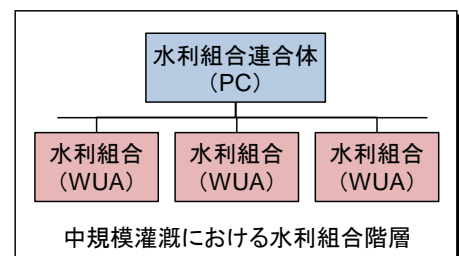 水利組合連合体
（PC）
水利組合 水利組合 水利組合
（WUA） （WUA） （WUA）
中規模灌漑における水利組合階層